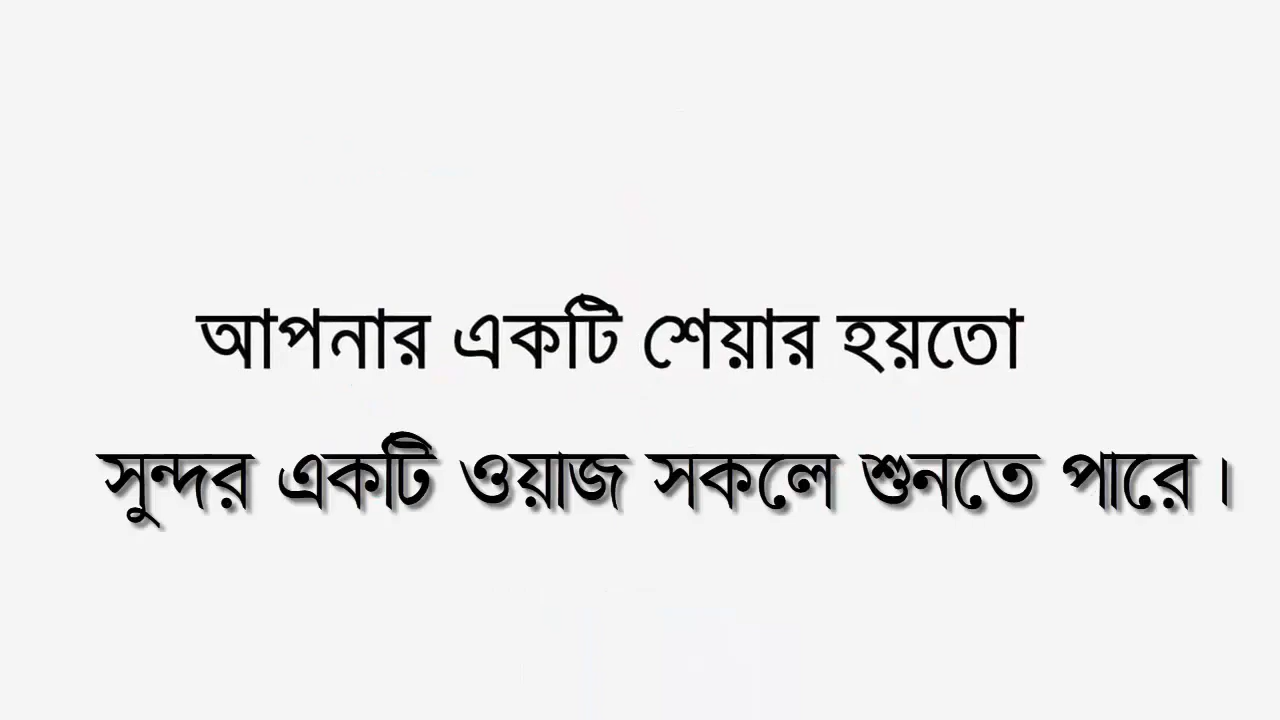 আপনার একটি শেয়ার হয়তো
সুন্দর একটি ওয়াজ সকলে শুনতে পারে।